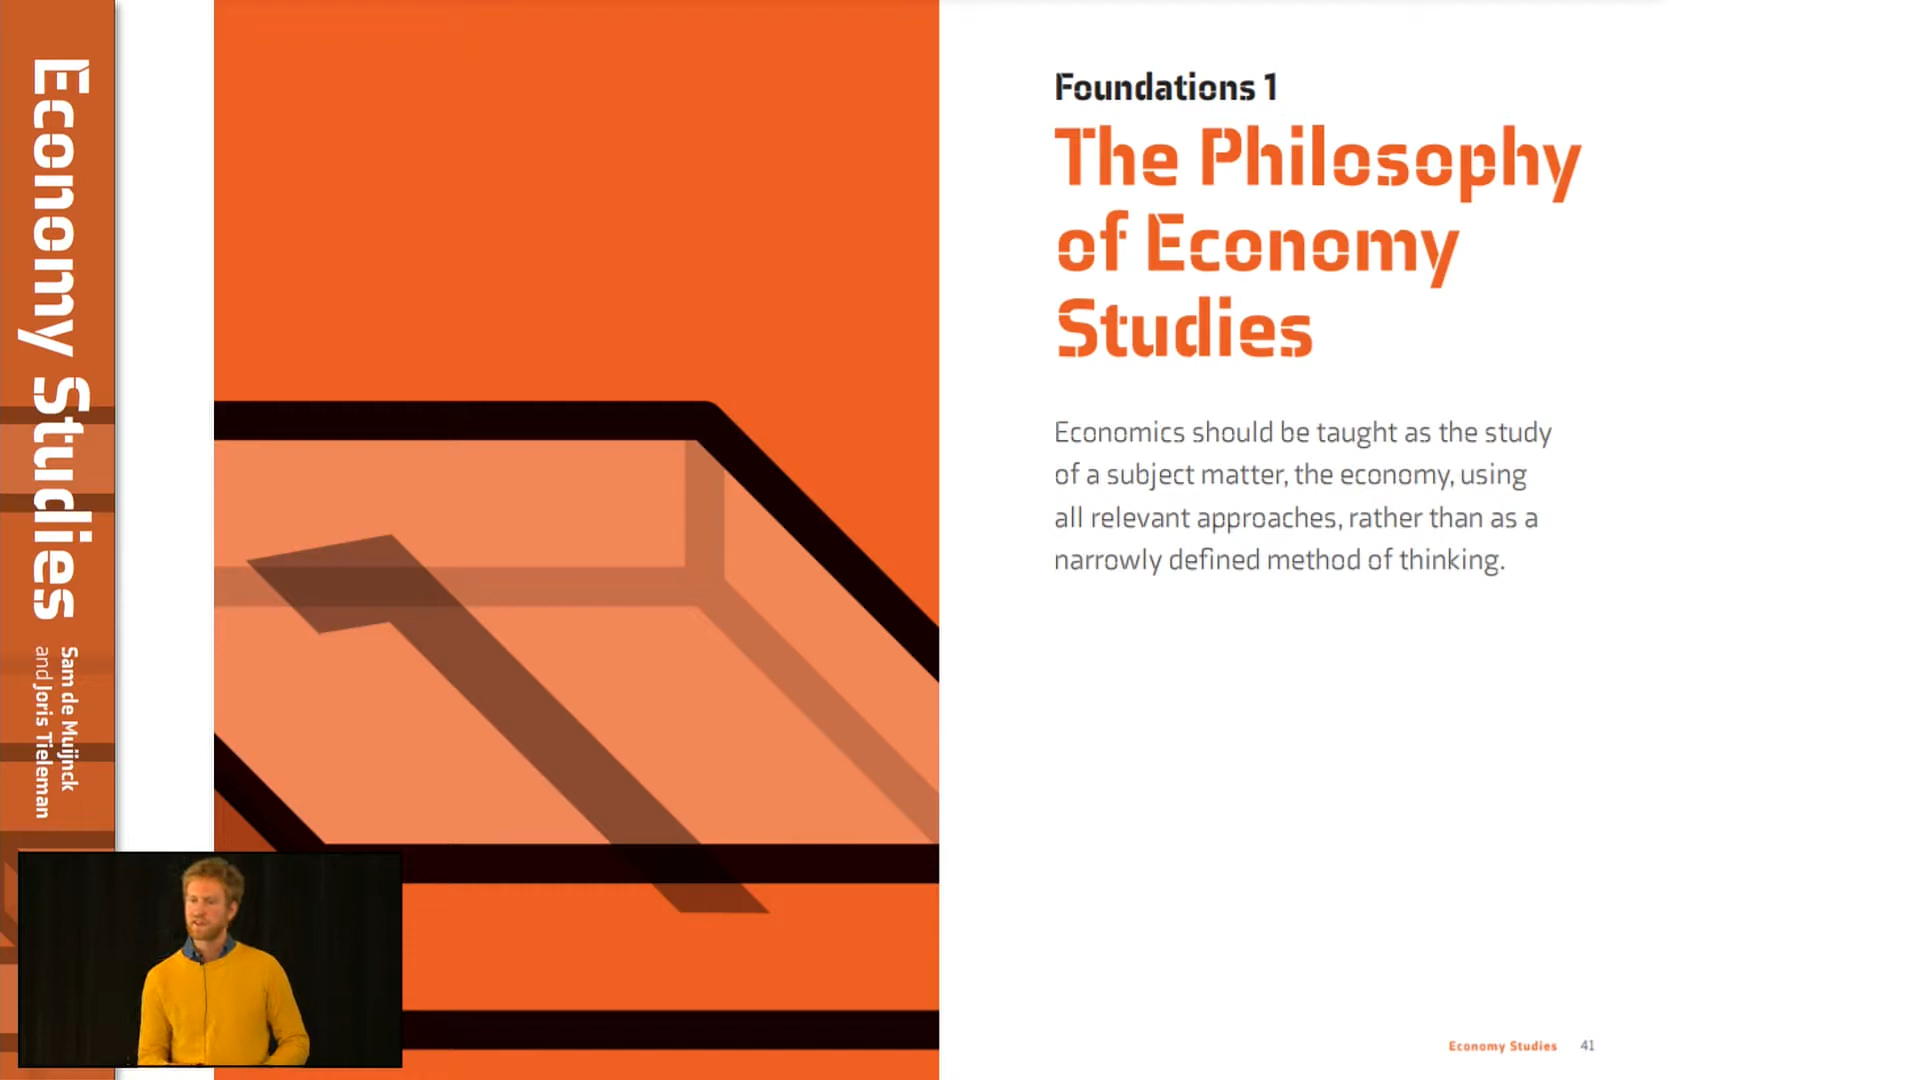 Economy Studies
Sam de Muijnck
and Joris Tieleman
Foundations 1
The Philosophy
of Economy
Studies
Economics should be taught as the study
of a subject matter, the economy, using
all relevant approaches, rather than as a
narrowly defined method of thinking.
Economy Studies 41